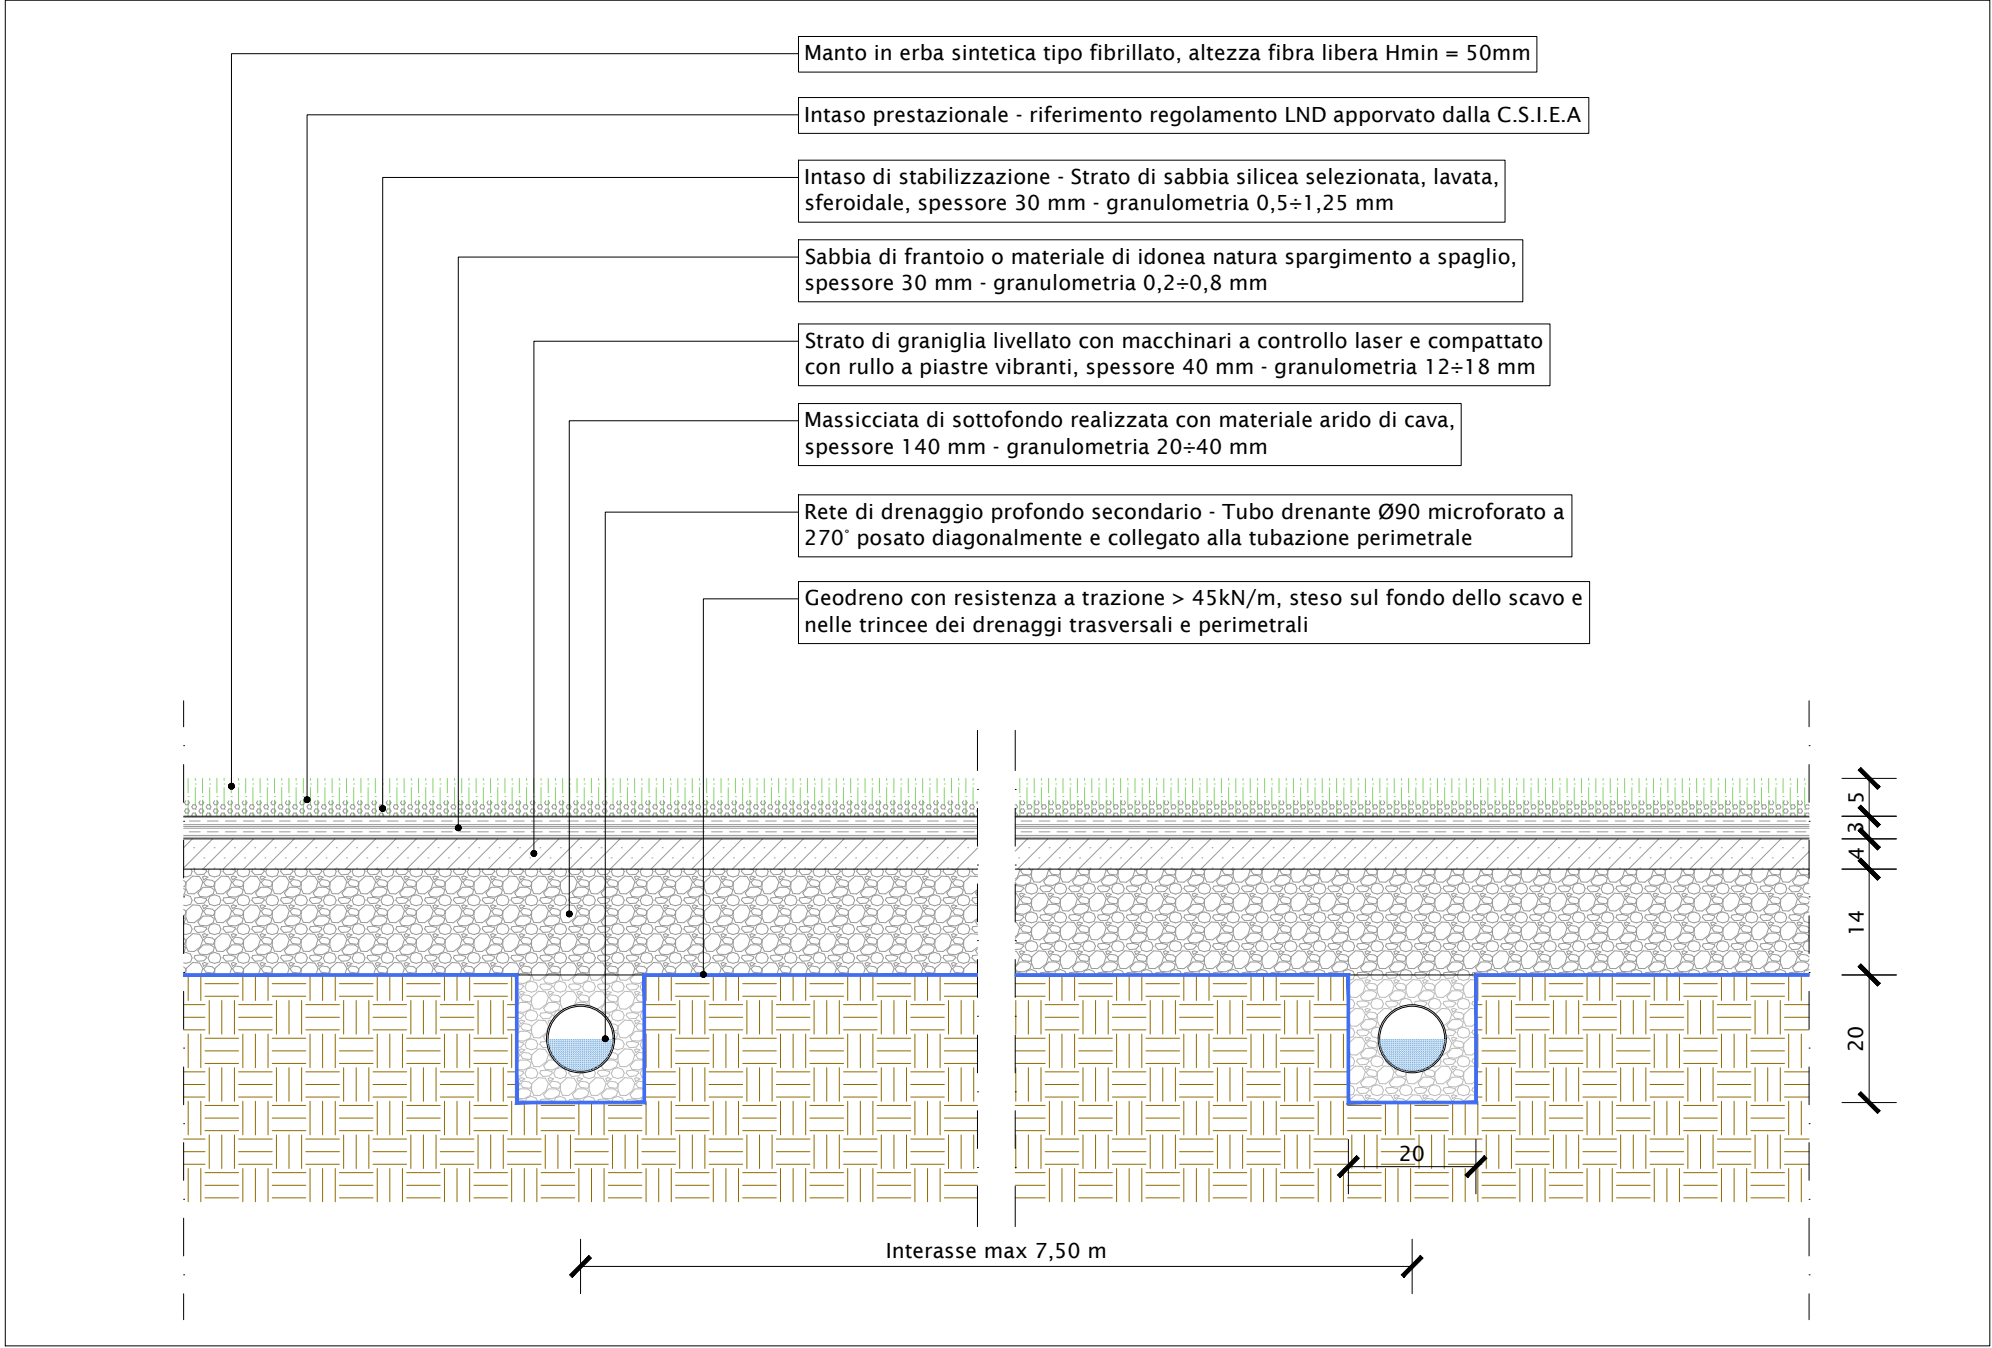 Manto in erba sintetica tipo fibrillato, altezza fibra libera Hmin = 50mm
Intaso prestazionale - riferimento regolamento LND apporvato dalla C.S.I.E.A
Intaso di stabilizzazione - Strato di sabbia silicea selezionata, lavata,
sferoidale, spessore 30 mm - granulometria 0,5÷1,25 mm
Sabbia di frantoio o materiale di idonea natura spargimento a spaglio,
spessore 30 mm - granulometria 0,2÷0,8 mm
Strato di graniglia livellato con macchinari a controllo laser e compattato
con rullo a piastre vibranti, spessore 40 mm - granulometria 12÷18 mm
Massicciata di sottofondo realizzata con materiale arido di cava,
spessore 140 mm - granulometria 20÷40 mm
Rete di drenaggio profondo secondario - Tubo drenante Ø90 microforato a
270° posato diagonalmente e collegato alla tubazione perimetrale
Geodreno con resistenza a trazione > 45kN/m, steso sul fondo dello scavo e
nelle trincee dei drenaggi trasversali e perimetrali
5
3
4
14
20
20
Interasse max 7,50 m